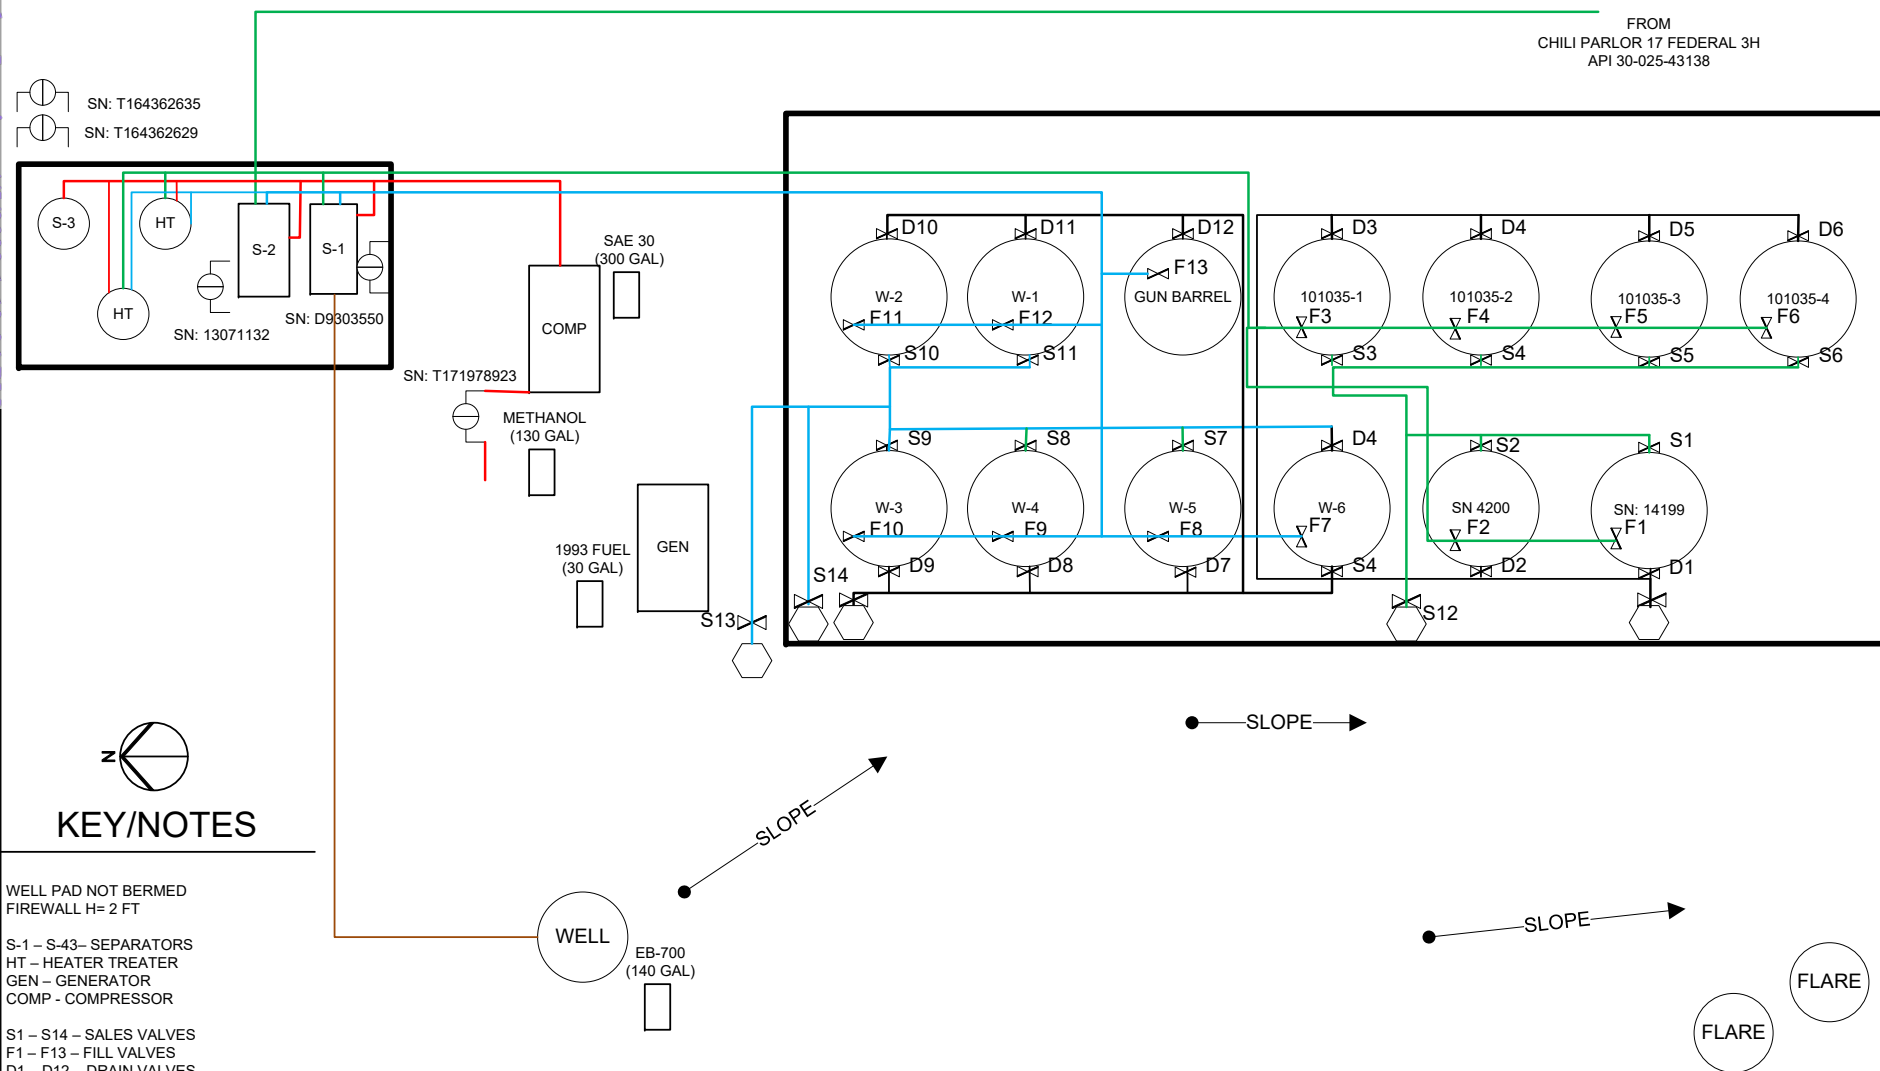 FROM
CHILI PARLOR 17 FEDERAL 3H
API 30-025-43138
SN: T164362635
SN: T164362629
S-3
HT
S-2
S-1
HT
SN: 13071132
SN: D9303550
SAE 30
(300 GAL)
COMP
SN: T171978923
METHANOL
(130 GAL)
GEN
1993 FUEL
(30 GAL)
D10
D11
D12
D3
D4
D5
D6
F13
W-2
W-1
GUN BARREL
101035-1
101035-2
101035-3
101035-4
F11
F12
F3
F4
F5
F6
S10
S11
S3
S4
S5
S6
S9
S8
S7
D4
S2
S1
W-3
W-4
W-5
W-6
SN 4200
SN: 14199
F10
F9
F8
F7
F2
F1
D9
D8
D7
S4
D2
D1
S14
S13
S12
SLOPE
SLOPE
SLOPE
N
KEY/NOTES
WELL PAD NOT BERMED
FIREWALL H= 2 FT
S-1 – S-43– SEPARATORS
HT – HEATER TREATER
GEN – GENERATOR
COMP - COMPRESSOR
S1 – S14 – SALES VALVES
F1 – F13 – FILL VALVES
D1 – D12 – DRAIN VALVES
WELL
EB-700
(140 GAL)
FLARE
FLARE